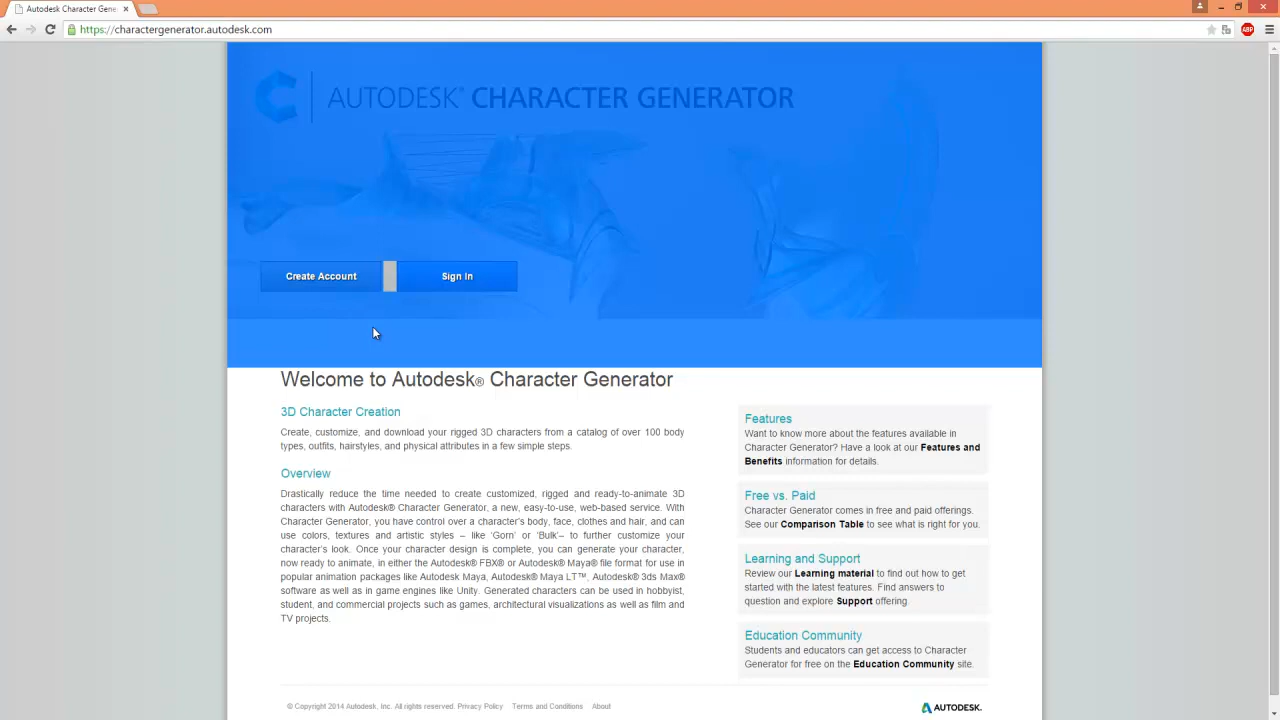 Autodesk Character Gene
https://charactergenerator.autodesk.com
ABP
AUTODESK® CHARACTER GENERATOR
Create Account
Sign In
Welcome to Autodesk® Character Generator
3D Character Creation
Create, customize, and download your rigged 3D characters from a catalog of over 100 body
types, outfits, hairstyles, and physical attributes in a few simple steps.
Overview
Drastically reduce the time needed to create customized, rigged and ready-to-animate 3D
characters with Autodesk® Character Generator, a new, easy-to-use, web-based service. With
Character Generator, you have control over a character's body, face, clothes and hair, and can
use colors, textures and artistic styles – like 'Gorn' or 'Bulk'– to further customize your
character's look. Once your character design is complete, you can generate your character,
now ready to animate, in either the Autodesk® FBX® or Autodesk® Maya® file format for use in
popular animation packages like Autodesk Maya, Autodesk® Maya LT™, Autodesk® 3ds Max®
software as well as in game engines like Unity. Generated characters can be used in hobbyist,
student, and commercial projects such as games, architectural visualizations as well as film and
TV projects.
Features
Want to know more about the features available in
Character Generator? Have a look at our Features and
Benefits information for details.
Free vs. Paid
Character Generator comes in free and paid offerings.
See our Comparison Table to see what is right for you.
Learning and Support
Review our Learning material to find out how to get
started with the latest features. Find answers to
question and explore Support offering.
Education Community
Students and educators can get access to Character
Generator for free on the Education Community site.
© Copyright 2014 Autodesk, Inc. All rights reserved. Privacy Policy Terms and Conditions About
AUTODESK.